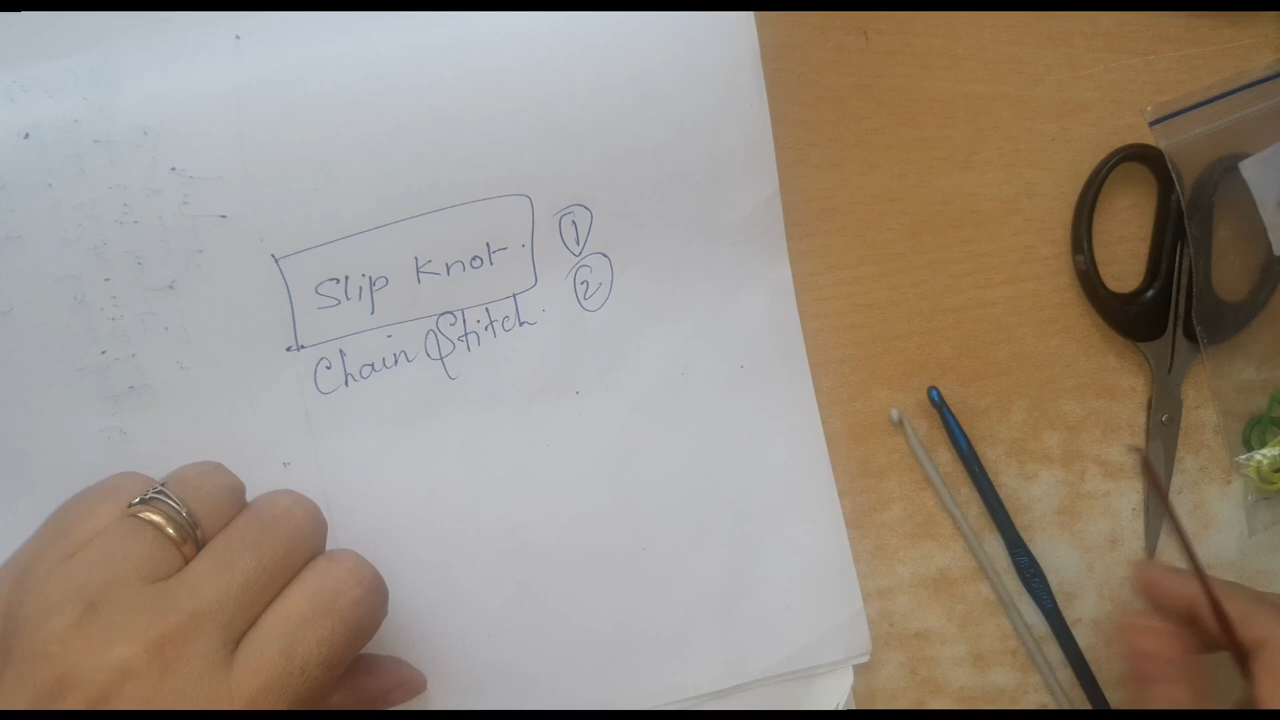 Slip Knot. ①
Chain Stitch. ②